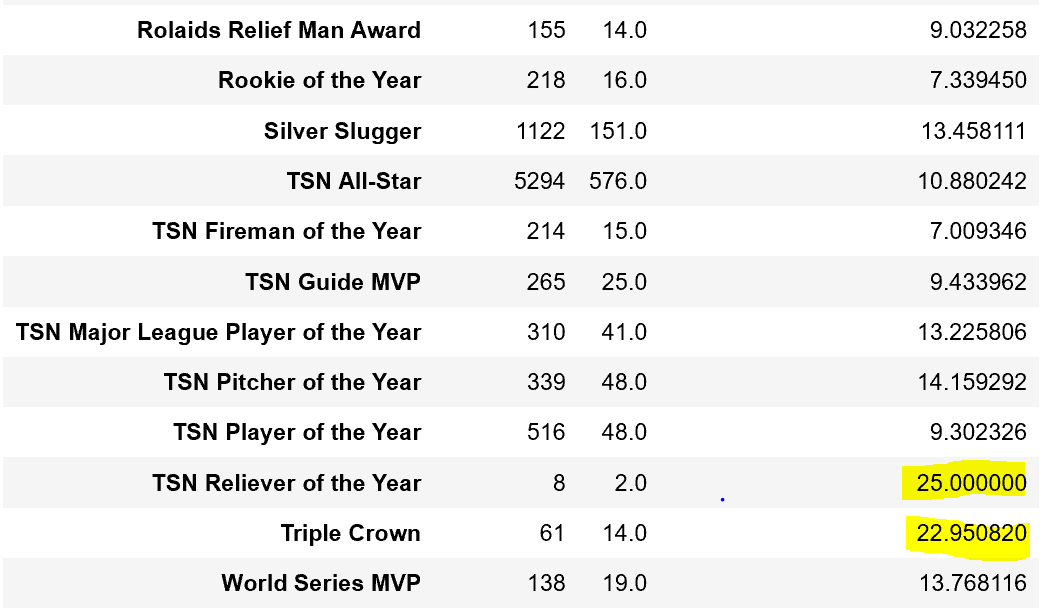 Rolaids Relief Man Award 155 14.0 9.032258
Rookie of the Year 218 16.0 7.339450
Silver Slugger 1122 151.0 13.458111
TSN All-Star 5294 576.0 10.880242
TSN Fireman of the Year 214 15.0 7.009346
TSN Guide MVP 265 25.0 9.433962
TSN Major League Player of the Year 310 41.0 13.225806
TSN Pitcher of the Year 339 48.0 14.159292
TSN Player of the Year 516 48.0 9.302326
TSN Reliever of the Year 8 2.0 25.000000
Triple Crown 61 14.0 22.950820
World Series MVP 138 19.0 13.768116